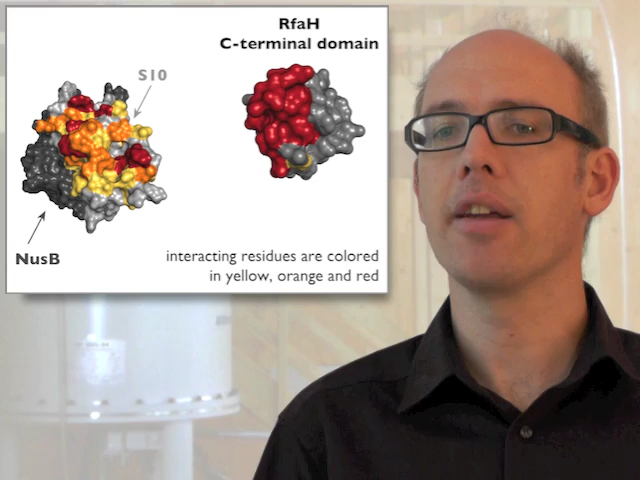 RfaH
C-terminal domain
S10
NusB
interacting residues are colored
in yellow, orange and red